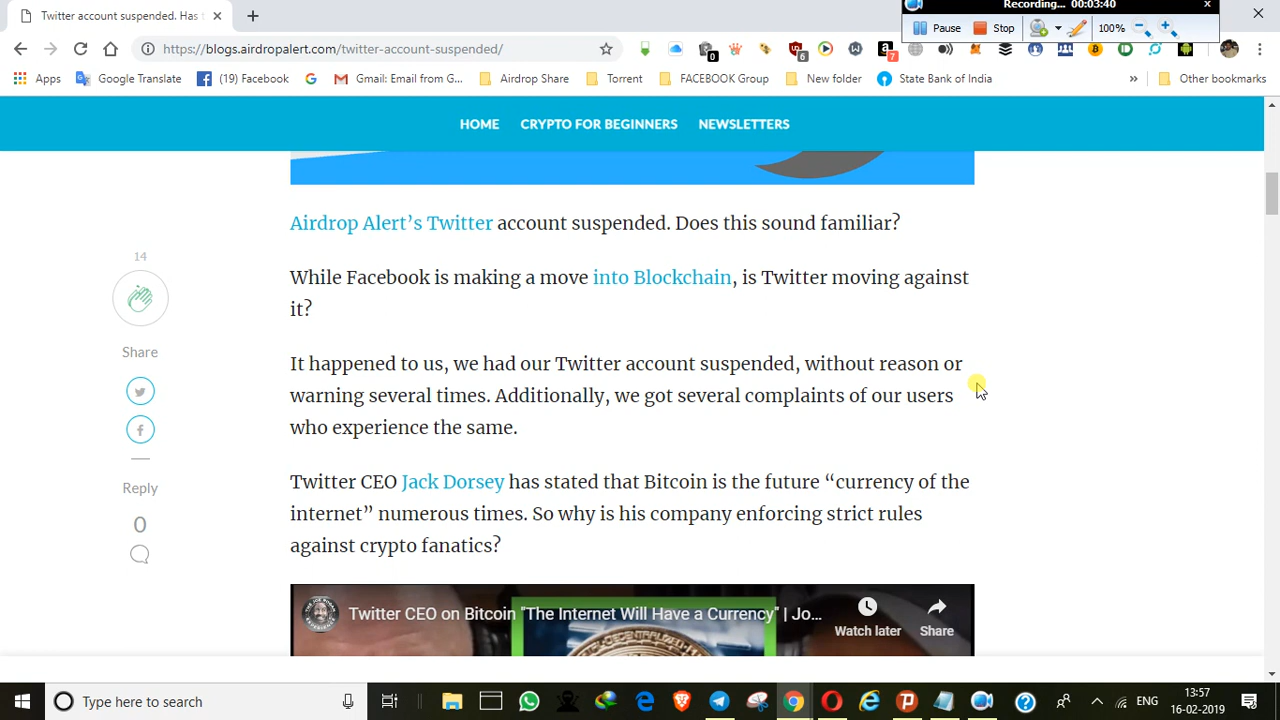 Recording... 00:03:40
Twitter account suspended. Has t
Pause Stop 100%
https://blogs.airdropalert.com/twitter-account-suspended/
0 6 7
Apps Google Translate (19) Facebook Gmail: Email from G... Airdrop Share Torrent FACEBOOK Group New folder State Bank of India » Other bookmarks
HOME CRYPTO FOR BEGINNERS NEWSLETTERS
Airdrop Alert’s Twitter account suspended. Does this sound familiar?
14
While Facebook is making a move into Blockchain, is Twitter moving against
it?
Share
It happened to us, we had our Twitter account suspended, without reason or
warning several times. Additionally, we got several complaints of our users
who experience the same.
Reply
0
Twitter CEO Jack Dorsey has stated that Bitcoin is the future “currency of the
internet” numerous times. So why is his company enforcing strict rules
against crypto fanatics?
Twitter CEO on Bitcoin "The Internet Will Have a Currency" | Jo...
Watch later Share
Type here to search
ENG
13:57
16-02-2019